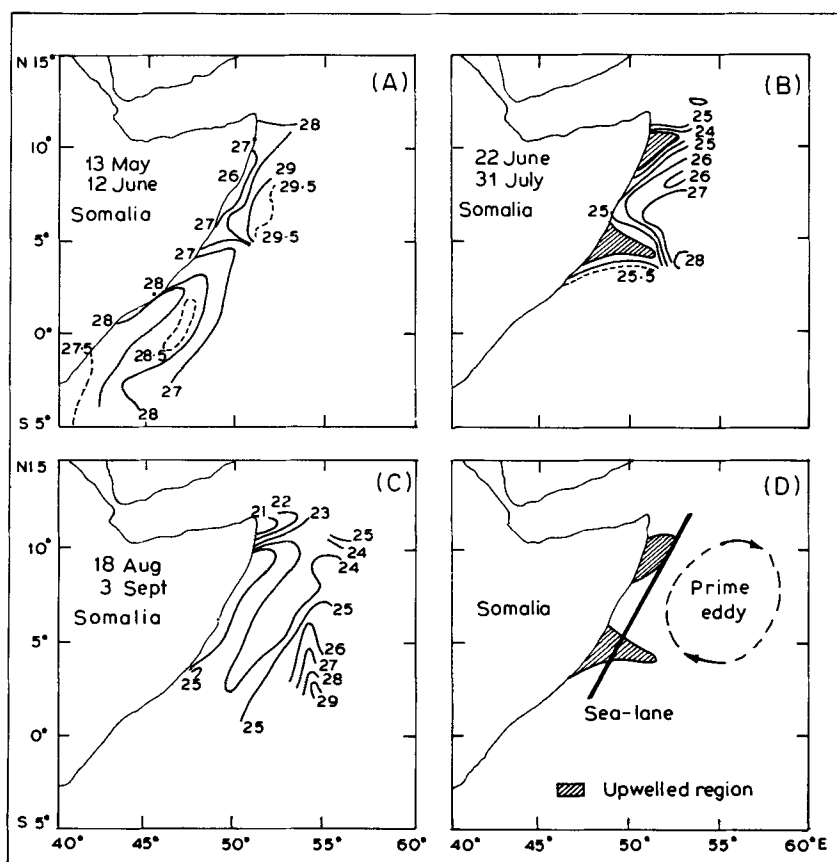 N 15°
(A)
28
27
10°
26
29
13 May
12 June
29·5
Somalia
27
29·5
5°
27
28
28
0°
27·5
28·5
27
28
S 5°
(B)
25
24
25
22 June
31 July
26
26
27
Somalia
25
28
25·5
N15
(C)
21
22
23
25
10°
24
18 Aug
3 Sept
24
Somalia
25
5°
26
27
25
28
29
0°
25
S 5°
40°
45°
50°
55°
60°
(D)
Somalia
Prime
eddy
Sea-lane
Upwelled region
40°
45°
50°
55°
60°E